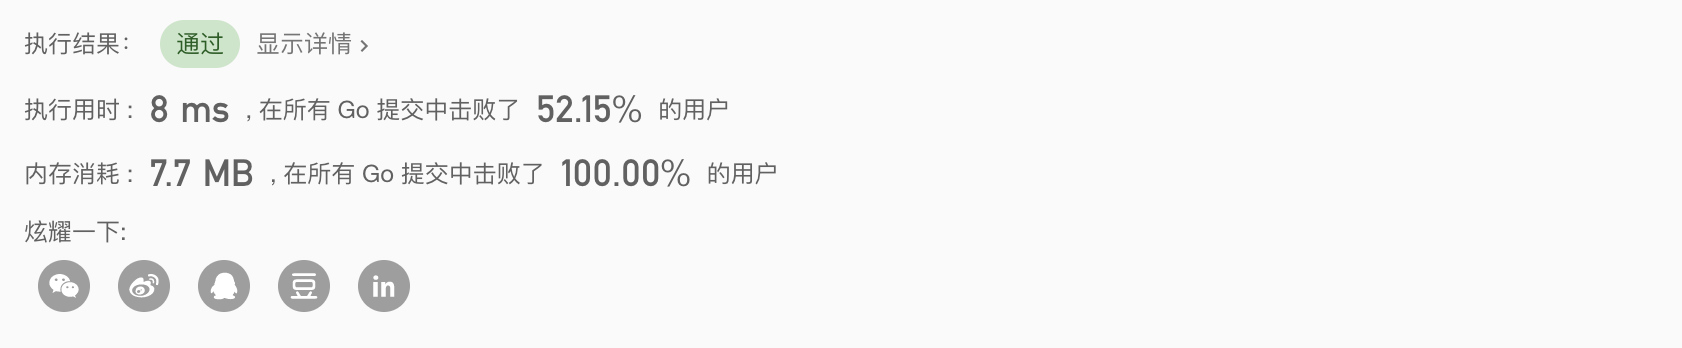 执行结果： 通过 显示详情 ›
执行用时 : 8 ms , 在所有 Go 提交中击败了 52.15% 的用户
内存消耗 : 7.7 MB , 在所有 Go 提交中击败了 100.00% 的用户
炫耀一下:
豆 in